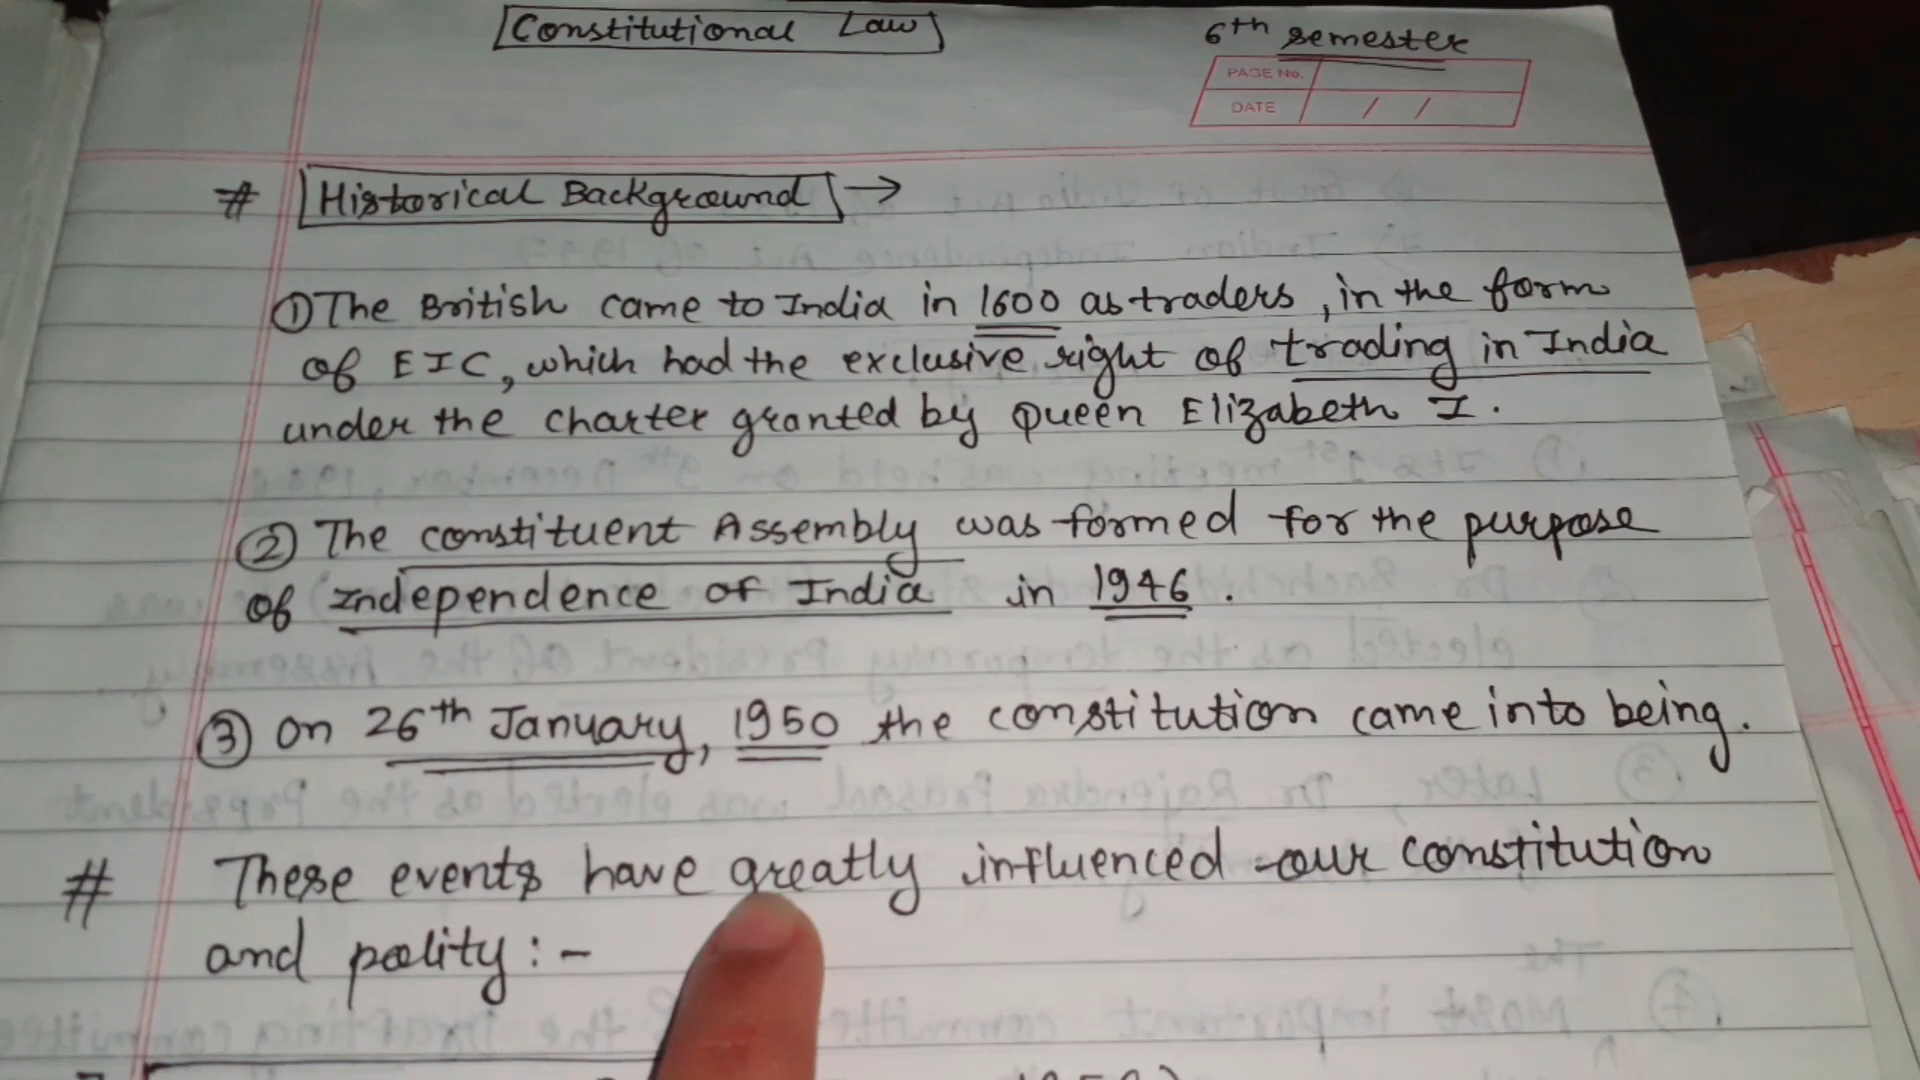 Constitutional Law
6th semester
PAGE No.
DATE / /
# Historical Background →
① The British came to India in 1600 as traders, in the form
of EIC, which had the exclusive right of trading in India
under the charter granted by Queen Elizabeth I.
② The constituent Assembly was formed for the purpose
of independence of India in 1946.
③ On 26th January, 1950 the constitution came into being.
# These events have greatly influenced our constitution
and polity:-